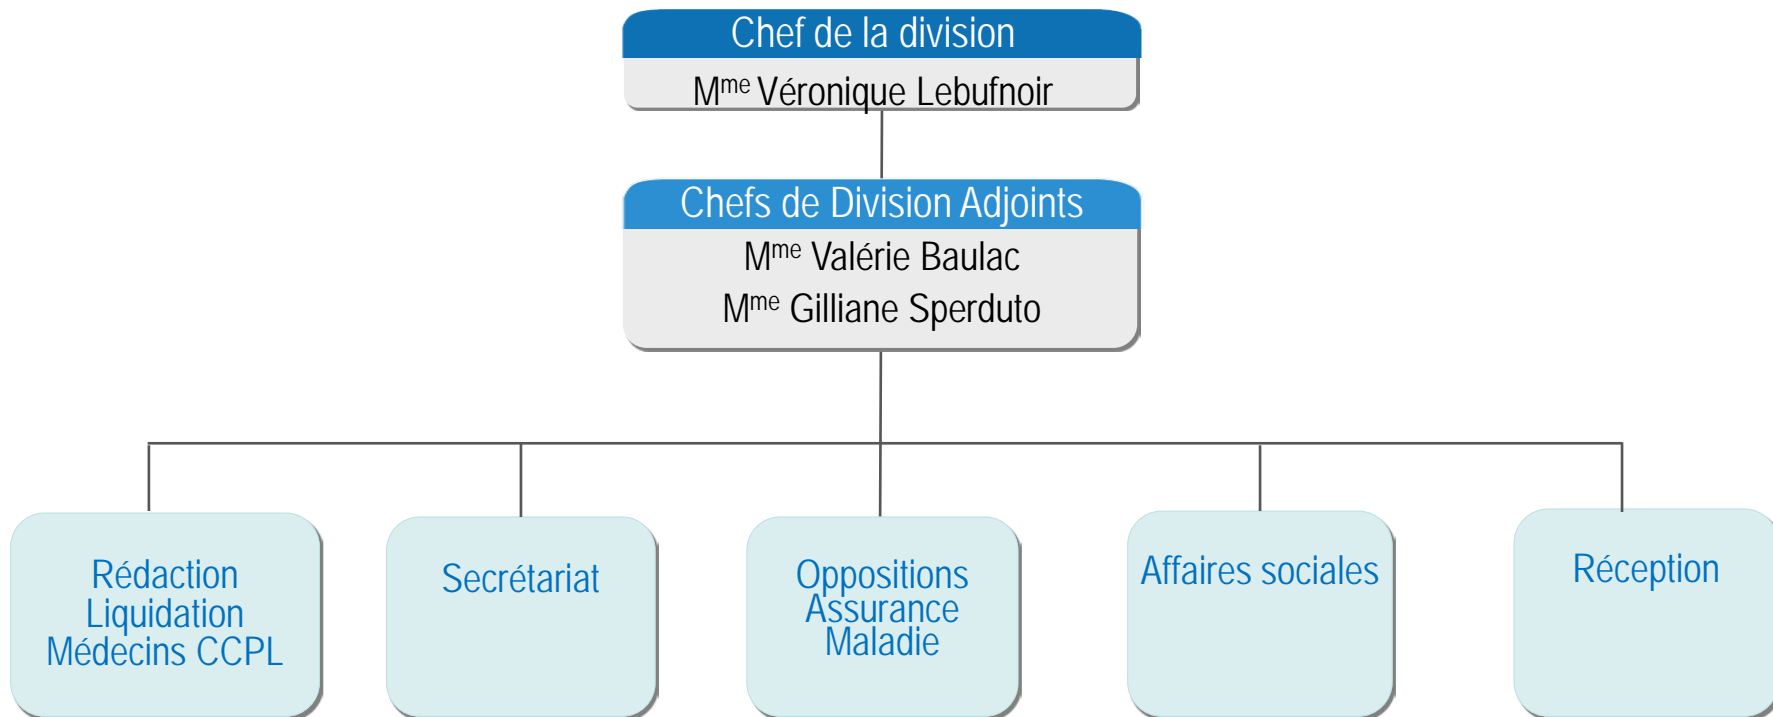 Chef de la division
Mme Véronique Lebufnoir
Chefs de Division Adjoints
Mme Valérie Baulac
Mme Gilliane Sperduto
Rédaction
Liquidation
Médecins CCPL
Secrétariat
Oppositions
Assurance
Maladie
Affaires sociales
Réception